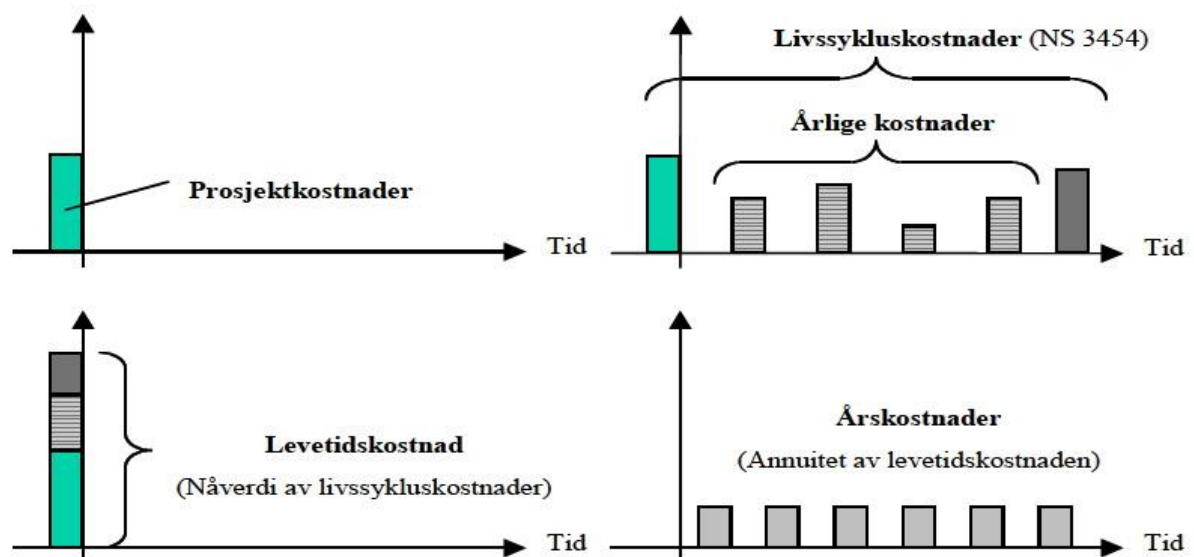 Prosjektkostnader
Tid
Livssykluskostnader (NS 3454)
Årlige kostnader
Tid
Levetidskostnad
(Nåverdi av livssykluskostnader)
Tid
Årskostnader
(Annuitet av levetidskostnaden)
Tid